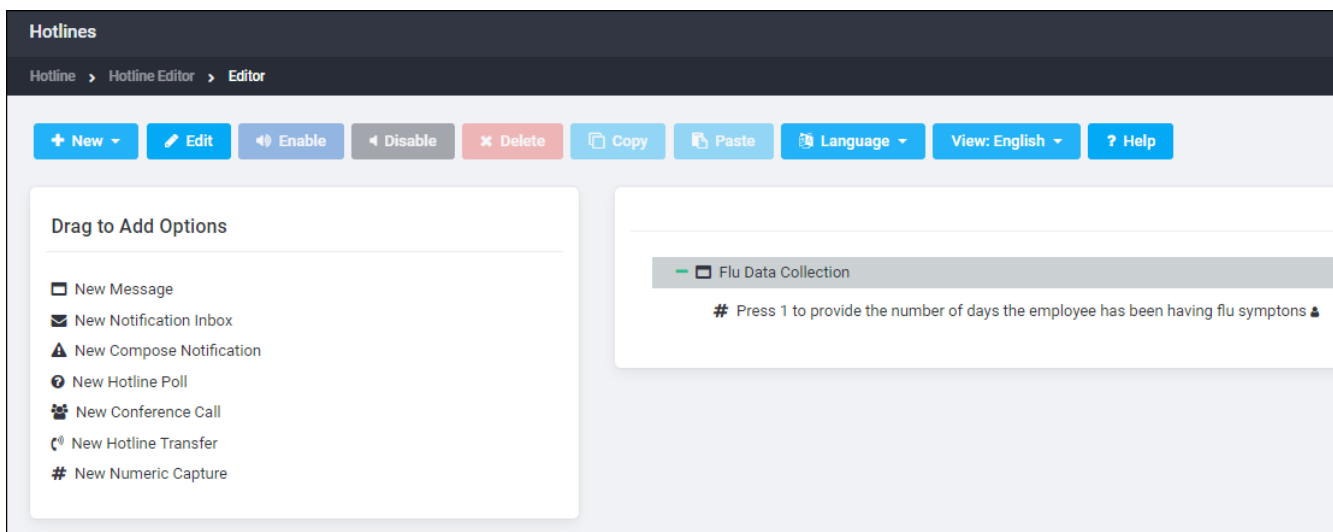 Hotlines
Hotline > Hotline Editor > Editor
+ New Edit Enable Disable Delete Copy Paste Language View: English ? Help
Drag to Add Options
New Message
New Notification Inbox
New Compose Notification
New Hotline Poll
New Conference Call
New Hotline Transfer
# New Numeric Capture
Flu Data Collection
# Press 1 to provide the number of days the employee has been having flu symptons